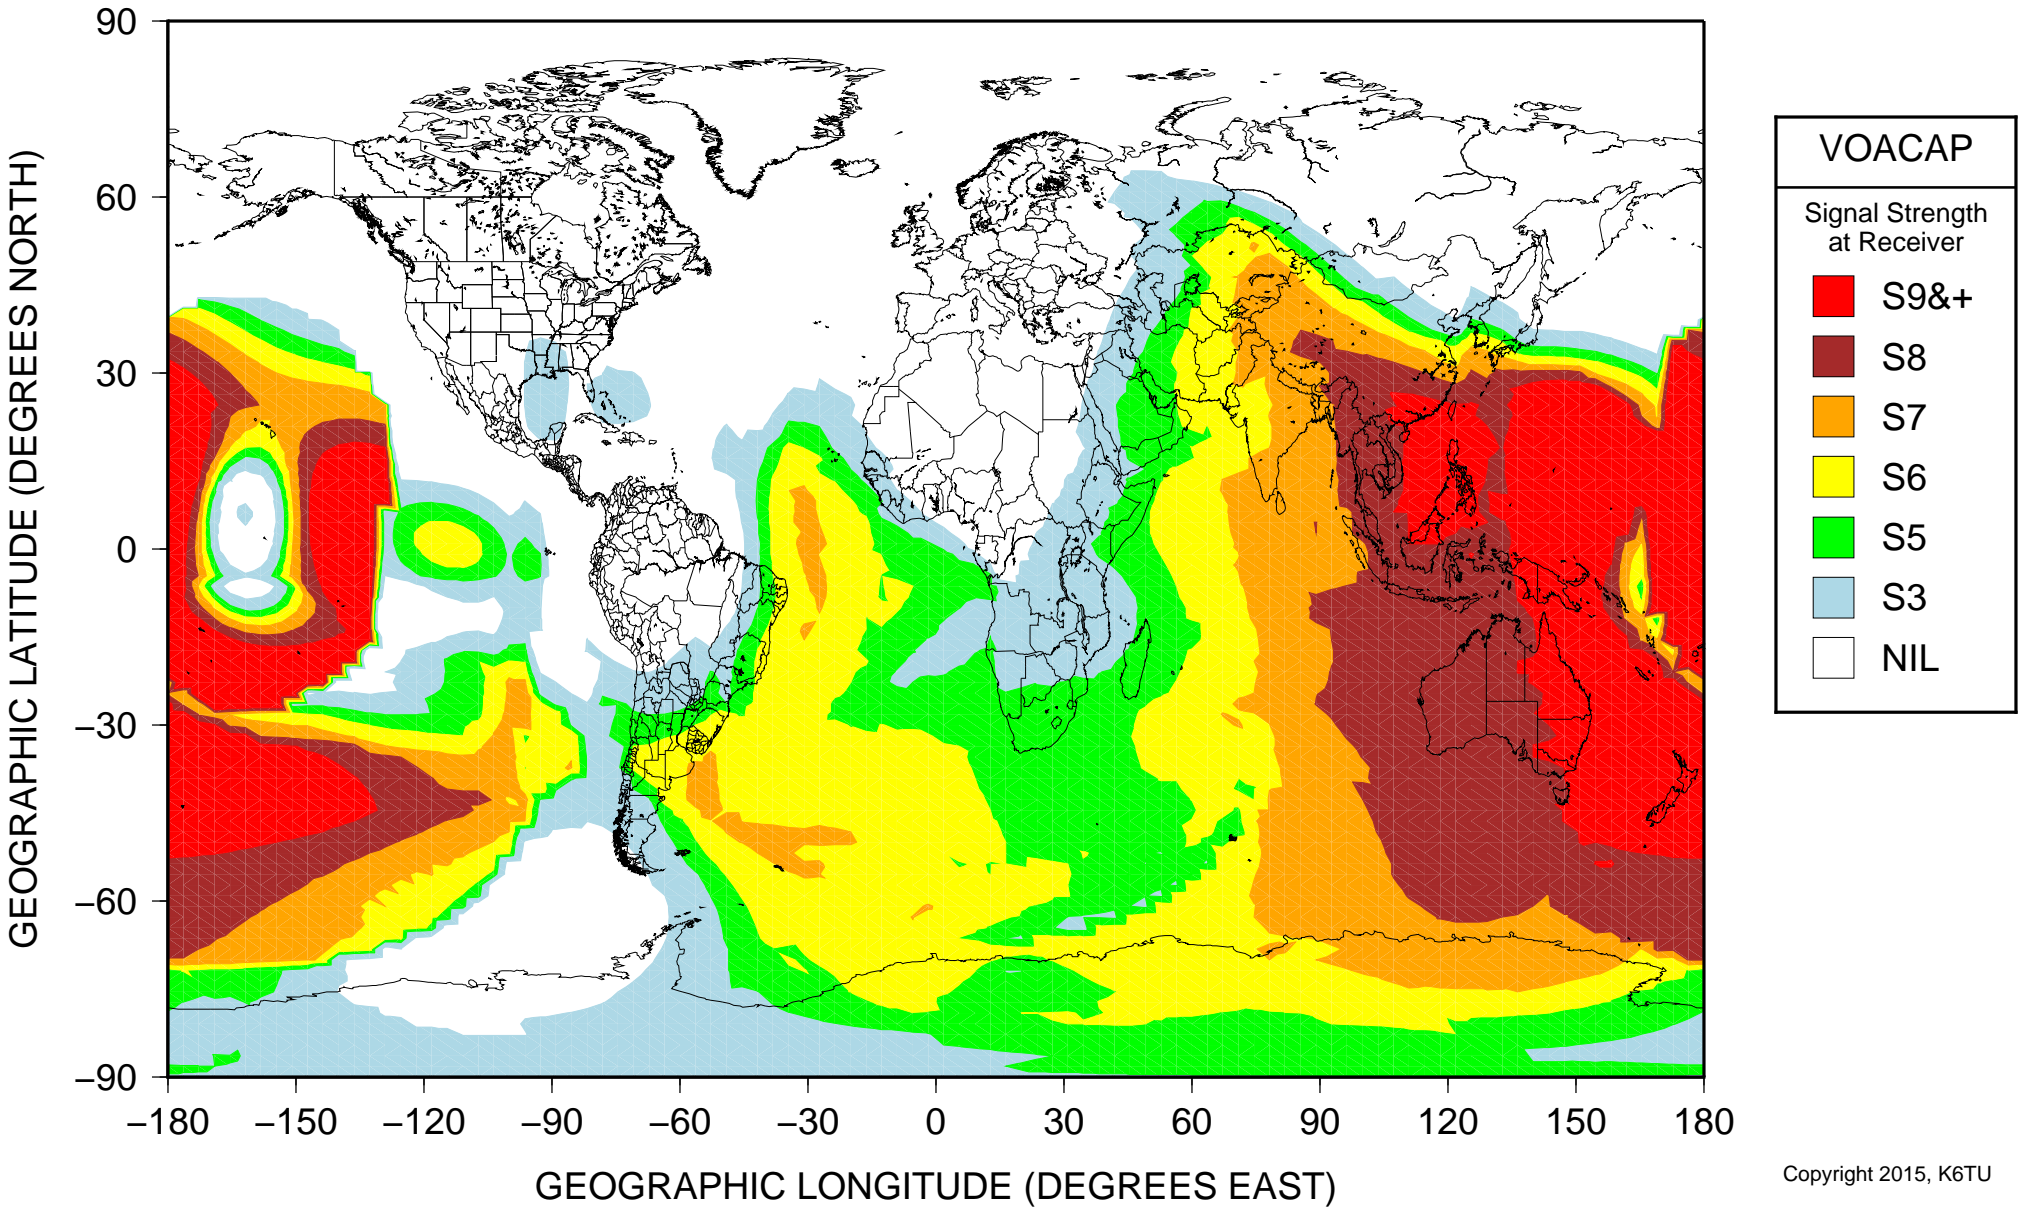 90
60
30
0
−30
−60
−90
GEOGRAPHIC LATITUDE (DEGREES NORTH)
−180 −150 −120 −90 −60 −30 0 30 60 90 120 150 180
GEOGRAPHIC LONGITUDE (DEGREES EAST)
VOACAP
Signal Strength
at Receiver
S9&+
S8
S7
S6
S5
S3
NIL
Copyright 2015, K6TU